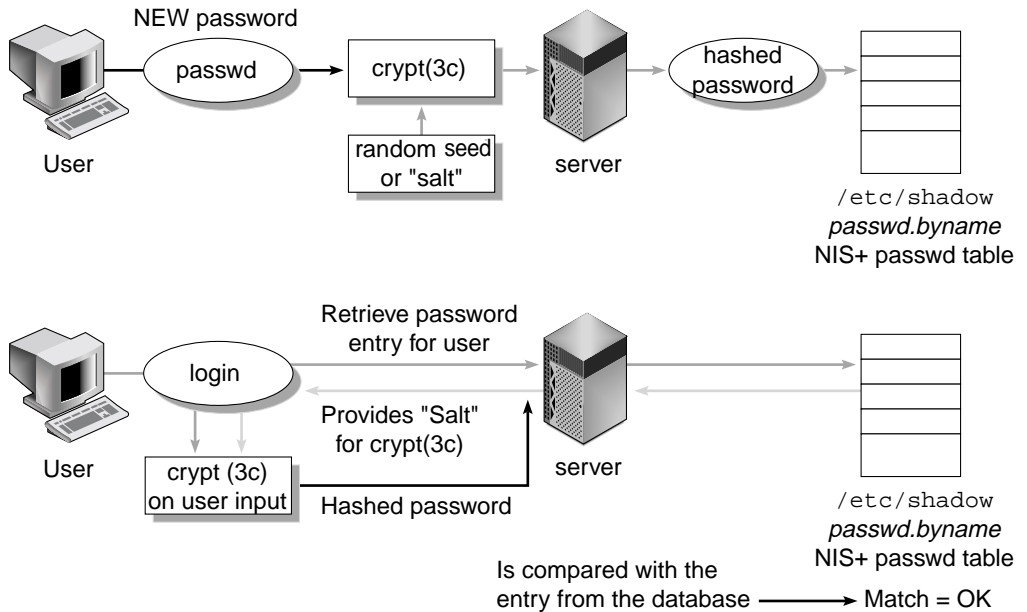 NEW password
passwd
crypt(3c)
hashed
password
User
random seed
or "salt"
server
/etc/shadow
passwd.byname
NIS+ passwd table
Retrieve password
entry for user
login
Provides "Salt"
for crypt(3c)
User
crypt (3c)
on user input
Hashed password
server
/etc/shadow
passwd.byname
NIS+ passwd table
Is compared with the
entry from the database
Match = OK